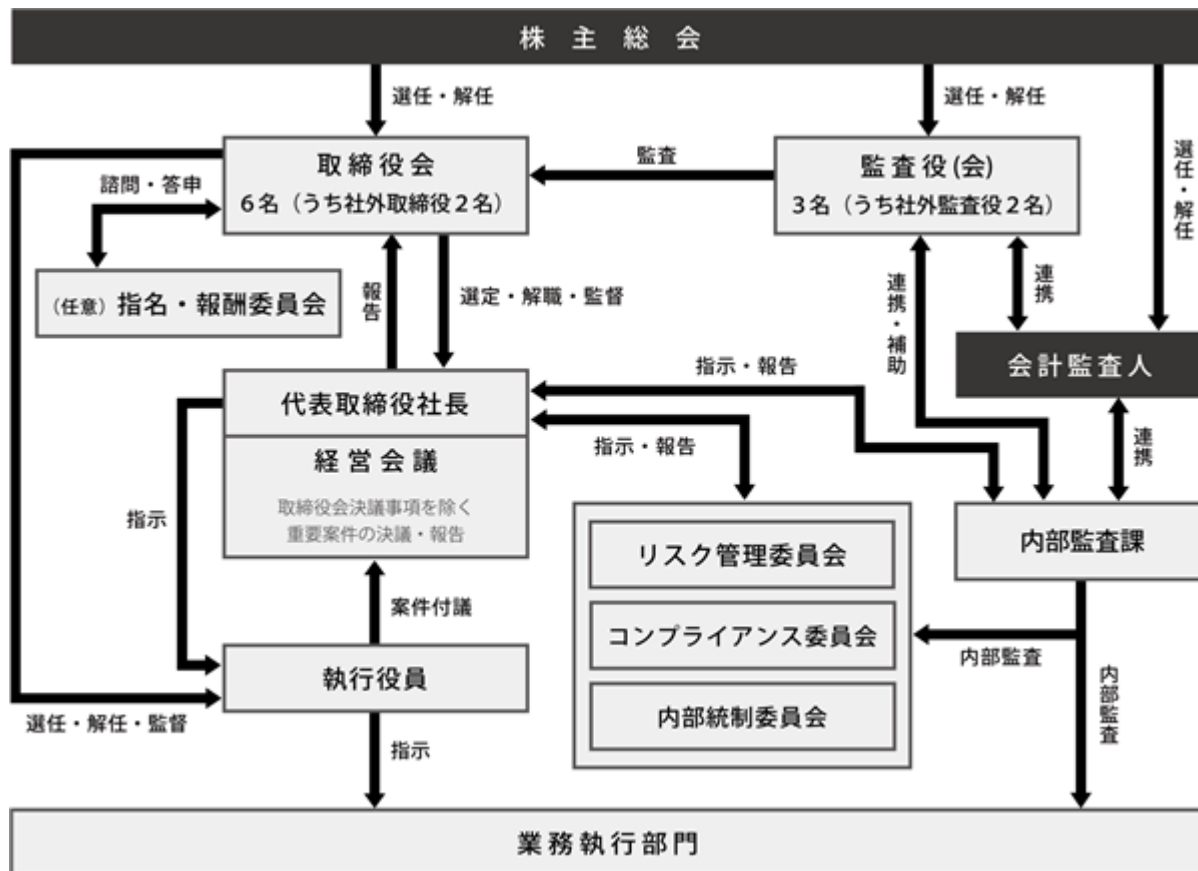 株主総会
選任・解任
選任・解任
選任・解任
取締役会
6名（うち社外取締役2名）
監査
監査役(会)
3名（うち社外監査役2名）
諮問・答申
（任意）指名・報酬委員会
報告
選定・解職・監督
連携・補助
連携
会計監査人
指示・報告
代表取締役社長
経営会議
取締役会決議事項を除く
重要案件の決議・報告
指示・報告
連携
指示
内部監査課
リスク管理委員会
コンプライアンス委員会
内部統制委員会
案件付議
内部監査
執行役員
内部監査
選任・解任・監督
指示
業務執行部門